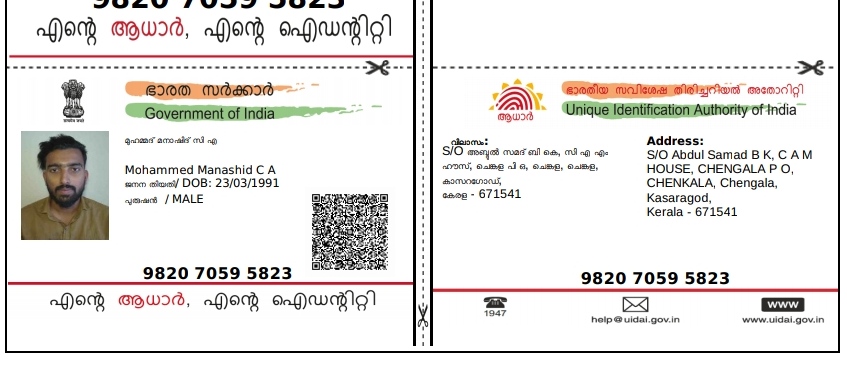 9820 7059 5823
എന്റെ ആധാർ, എന്റെ ഐഡന്റിറ്റി
ഭാരത സർക്കാർ
Government of India
മുഹമ്മദ് മനാഷിദ് സി എ
Mohammed Manashid C A
ജനന തിയതി/ DOB: 23/03/1991
പുരുഷൻ / MALE
9820 7059 5823
എന്റെ ആധാർ, എന്റെ ഐഡന്റിറ്റി
ആധാർ
ഭാരതീയ സവിശേഷ തിരിച്ചറിയൽ അതോറിറ്റി
Unique Identification Authority of India
വിലാസം:
S/O അബ്ദുൽ സമദ് ബി കെ, സി എ എം
ഹൗസ്, ചെങ്കള പി ഒ, ചെങ്കള, ചെങ്കള,
കാസറഗോഡ്,
കേരള - 671541
Address:
S/O Abdul Samad B K, C A M
HOUSE, CHENGALA P O,
CHENKALA, Chengala,
Kasaragod,
Kerala - 671541
9820 7059 5823
1947
help@uidai.gov.in
www
www.uidai.gov.in